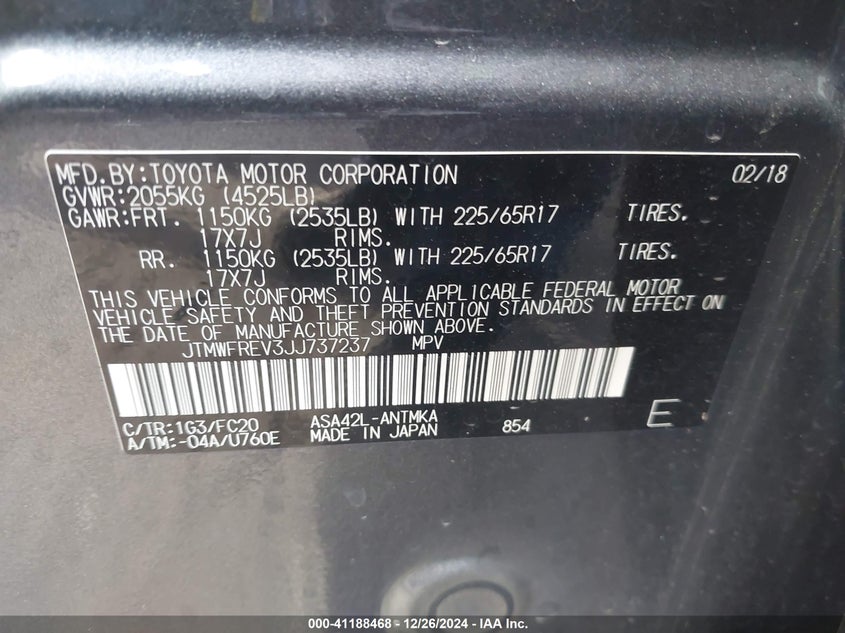 MFD.BY:TOYOTA MOTOR CORPORATION 02/18
GVWR:2055KG (4525LB)
GAWR:FRT. 1150KG (2535LB) WITH 225/65R17 TIRES.
17X7J RIMS.
RR. 1150KG (2535LB) WITH 225/65R17 TIRES.
17X7J RIMS.
THIS VEHICLE CONFORMS TO ALL APPLICABLE FEDERAL MOTOR
VEHICLE SAFETY AND THEFT PREVENTION STANDARDS IN EFFECT ON
THE DATE OF MANUFACTURE SHOWN ABOVE.
JTMWFREV3JJ737237 MPV
C/TR:1G3/FC20 ASA42L-ANTMKA
A/TM:-04A/U760E MADE IN JAPAN 854 E
000-41188468 - 12/26/2024 - IAA Inc.